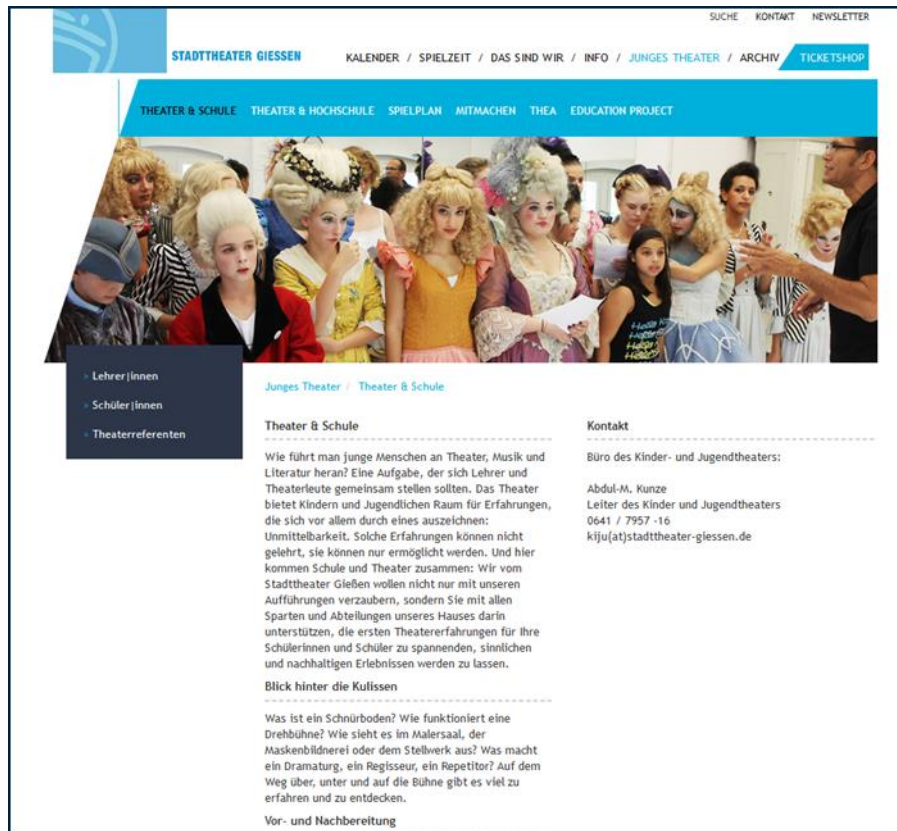 SUCHE KONTAKT NEWSLETTER
STADTTHEATER GIESSEN
KALENDER / SPIELZEIT / DAS SIND WIR / INFO / JUNGES THEATER / ARCHIV TICKETSHOP
THEATER & SCHULE THEATER & HOCHSCHULE SPIELPLAN MITMACHEN THEA EDUCATION PROJECT
» Lehrer|innen
» Schüler|innen
» Theaterreferenten
Junges Theater / Theater & Schule
Theater & Schule
Wie führt man junge Menschen an Theater, Musik und
Literatur heran? Eine Aufgabe, der sich Lehrer und
Theaterleute gemeinsam stellen sollten. Das Theater
bietet Kindern und Jugendlichen Raum für Erfahrungen,
die sich vor allem durch eines auszeichnen:
Unmittelbarkeit. Solche Erfahrungen können nicht
gelehrt, sie können nur ermöglicht werden. Und hier
kommen Schule und Theater zusammen: Wir vom
Stadttheater Gießen wollen nicht nur mit unseren
Aufführungen verzaubern, sondern Sie mit allen
Sparten und Abteilungen unseres Hauses darin
unterstützen, die ersten Theatererfahrungen für Ihre
Schülerinnen und Schüler zu spannenden, sinnlichen
und nachhaltigen Erlebnissen werden zu lassen.
Blick hinter die Kulissen
Was ist ein Schnürboden? Wie funktioniert eine
Drehbühne? Wie sieht es im Malersaal, der
Maskenbildnerei oder dem Stellwerk aus? Was macht
ein Dramaturg, ein Regisseur, ein Repetitor? Auf dem
Weg über, unter und auf die Bühne gibt es viel zu
erfahren und zu entdecken.
Vor- und Nachbereitung
Kontakt
Büro des Kinder- und Jugendtheaters:
Abdul-M. Kunze
Leiter des Kinder und Jugendtheaters
0641 / 7957 -16
kiju(at)stadttheater-giessen.de